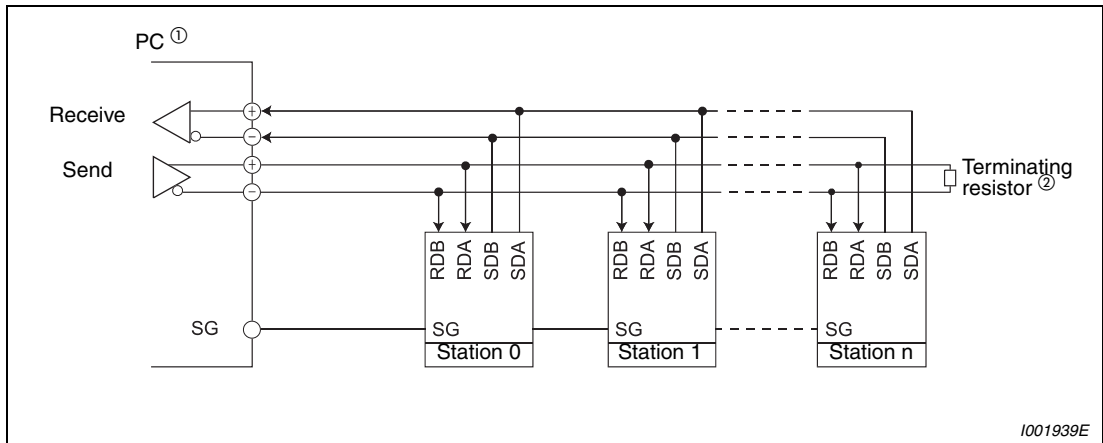 PC ①
Receive
+
−
Send
+
−
Terminating
resistor ②
RDB RDA SDB SDA
RDB RDA SDB SDA
RDB RDA SDB SDA
SG
SG
SG
SG
Station 0
Station 1
Station n
I001939E